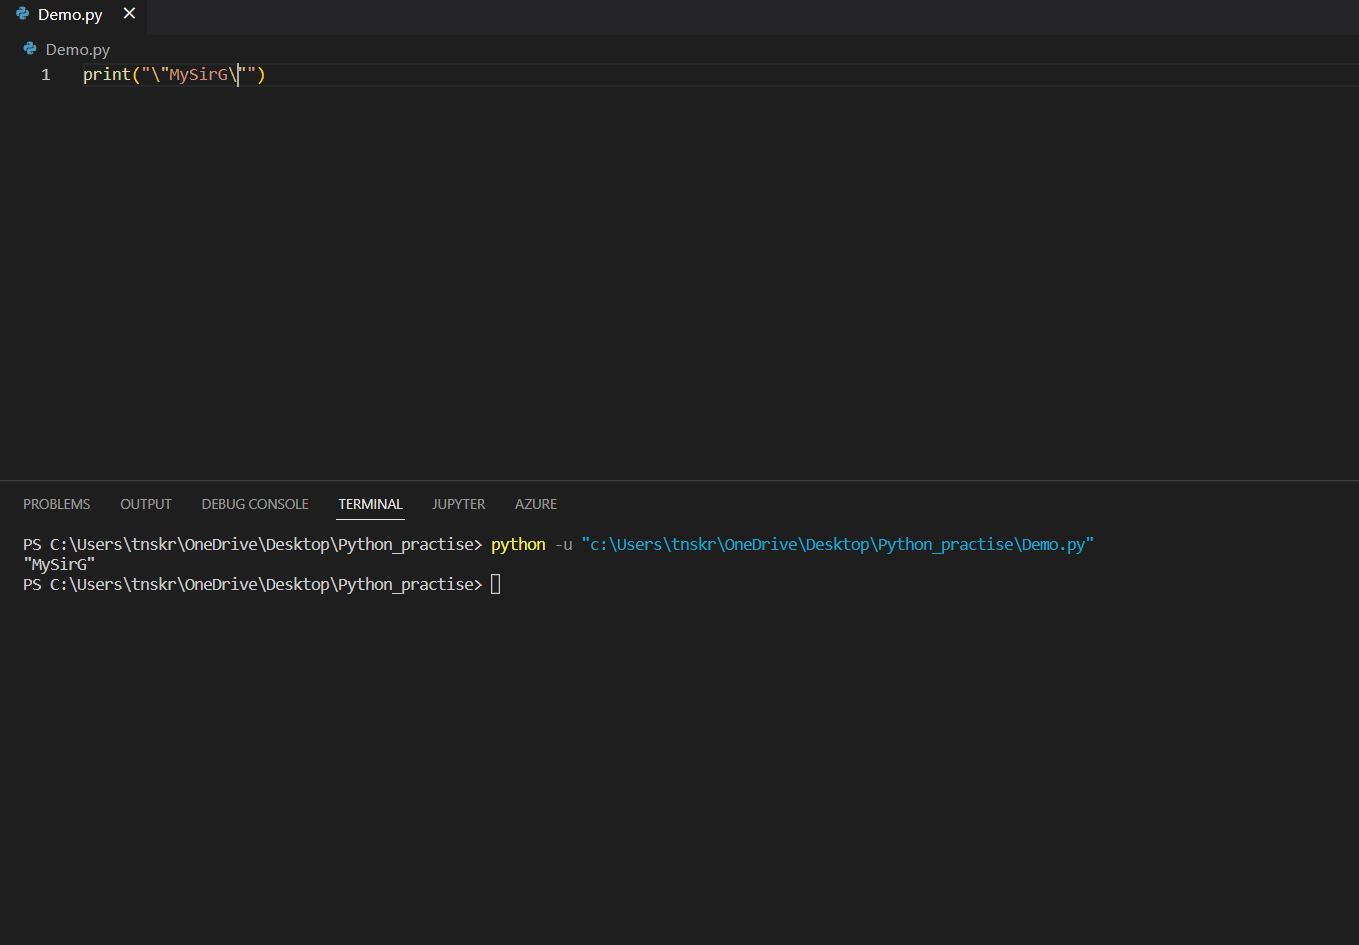 Demo.py
Demo.py
1 print("\"MySirG\"")
PROBLEMS OUTPUT DEBUG CONSOLE TERMINAL JUPYTER AZURE
PS C:\Users\tnskr\OneDrive\Desktop\Python_practise> python -u "c:\Users\tnskr\OneDrive\Desktop\Python_practise\Demo.py"
"MySirG"
PS C:\Users\tnskr\OneDrive\Desktop\Python_practise>